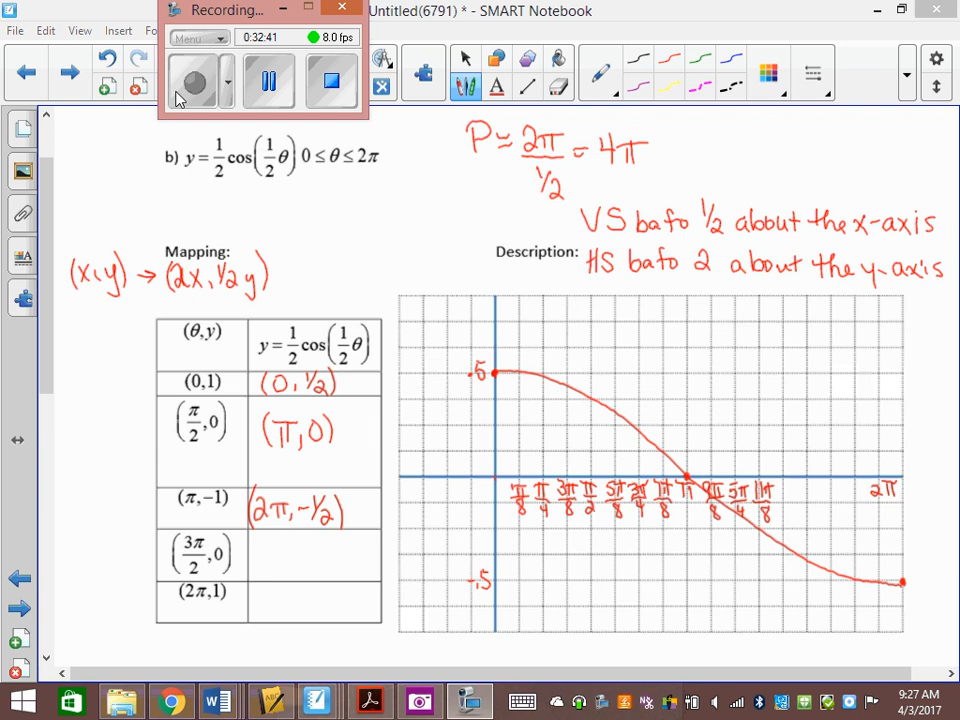 Recording...
Untitled(6791) * - SMART Notebook
File Edit View Insert Fo
Menu 0:32:41 8.0 fps
b) y = 1/2 cos(1/2 θ) 0 ≤ θ ≤ 2π
P = 2π / 1/2 = 4π
VS bafo 1/2 about the x-axis
Mapping:
Description:
HS bafo 2 about the y-axis
(x,y) → (2x, 1/2 y)
(θ, y) y = 1/2 cos(1/2 θ)
(0,1) (0, 1/2)
(π/2, 0) (π, 0)
(π, −1) (2π, −1/2)
(3π/2, 0)
(2π, 1)
.5
π/8 π/4 3π/8 π/2 5π/8 3π/4 7π/8 π 9π/8 5π/4 11π/8 2π
-.5
9:27 AM
4/3/2017